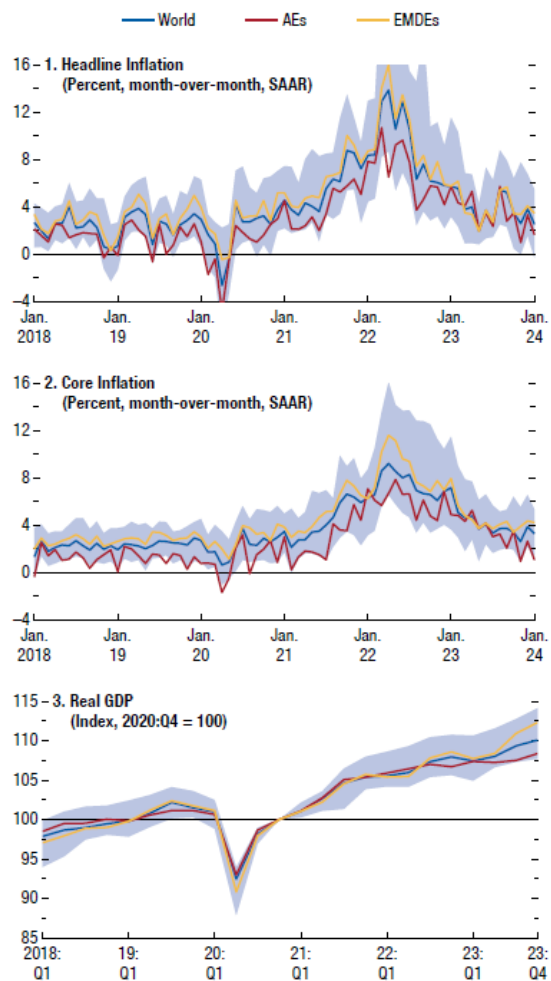 World AEs EMDEs
1. Headline Inflation
(Percent, month-over-month, SAAR)
16
12
8
4
0
–4
Jan. Jan. Jan. Jan. Jan. Jan. Jan.
2018 19 20 21 22 23 24
2. Core Inflation
(Percent, month-over-month, SAAR)
16
12
8
4
0
–4
Jan. Jan. Jan. Jan. Jan. Jan. Jan.
2018 19 20 21 22 23 24
3. Real GDP
(Index, 2020:Q4 = 100)
115
110
105
100
95
90
85
2018: 19: 20: 21: 22: 23: 23:
Q1 Q1 Q1 Q1 Q1 Q1 Q4